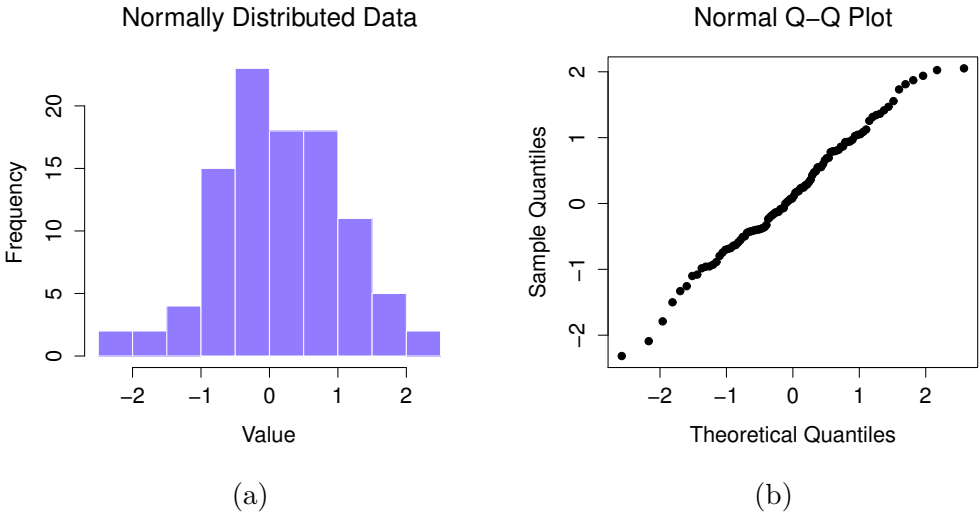 Normally Distributed Data
Frequency
0 5 10 15 20
−2 −1 0 1 2
Value
(a)
Normal Q−Q Plot
Sample Quantiles
−2 −1 0 1 2
−2 −1 0 1 2
Theoretical Quantiles
(b)